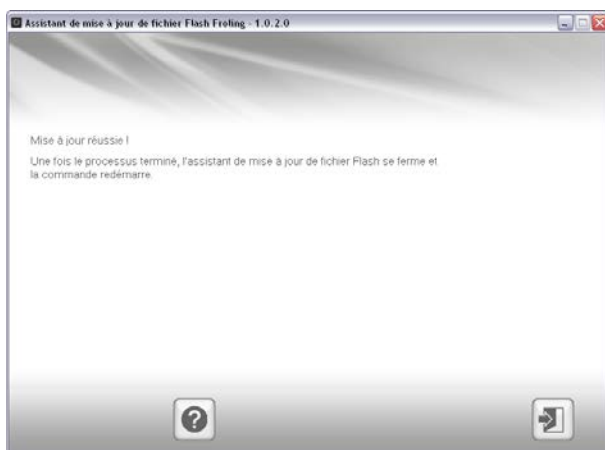 Assistant de mise à jour de fichier Flash Froling - 1.0.2.0
Mise à jour réussie !
Une fois le processus terminé, l'assistant de mise à jour de fichier Flash se ferme et
la commande redémarre.
?